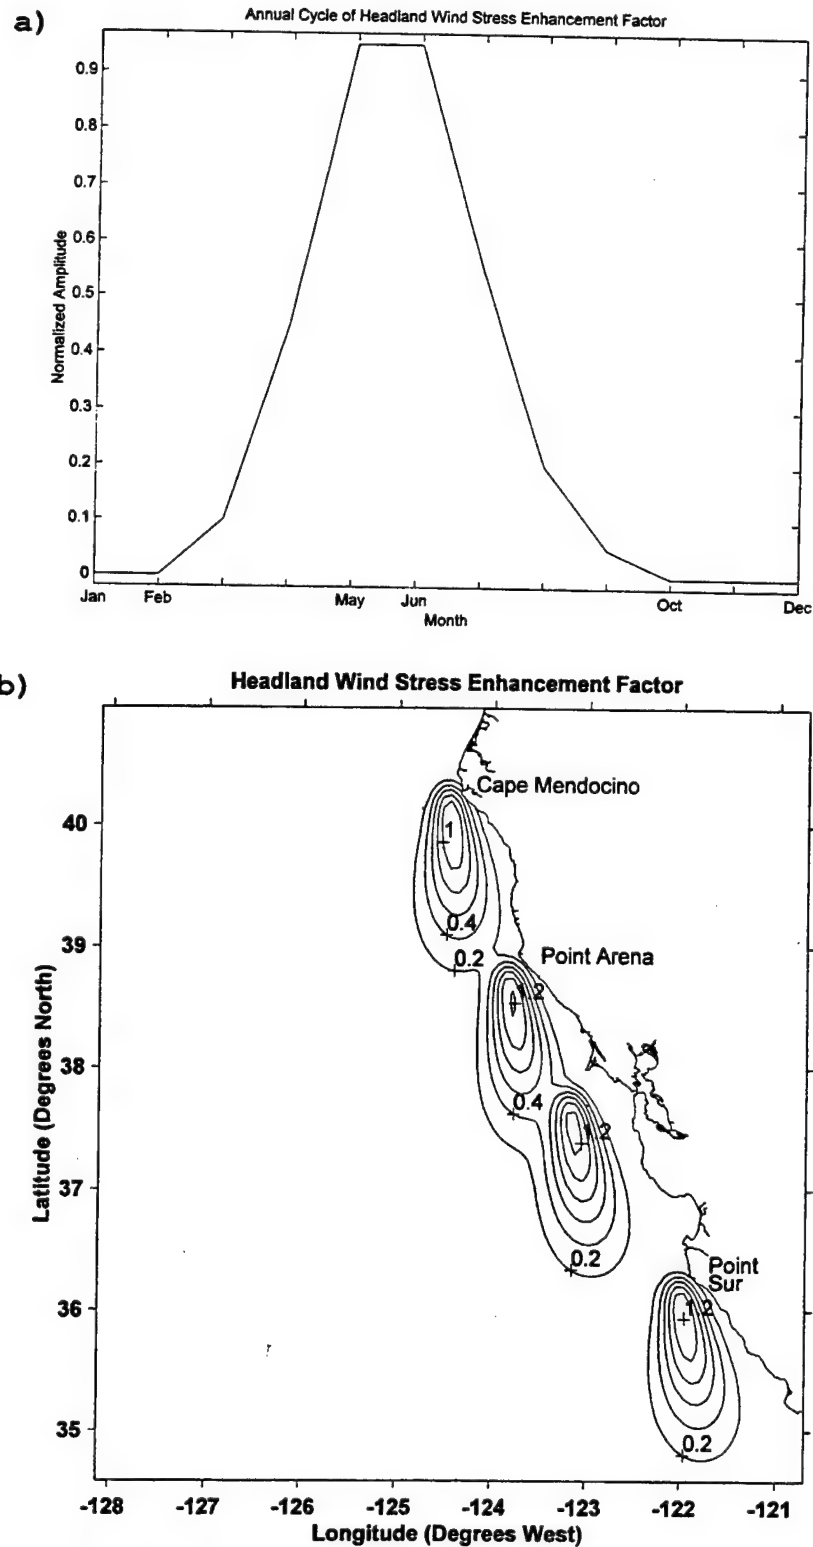 a)
Annual Cycle of Headland Wind Stress Enhancement Factor
Normalized Amplitude
0.9
0.8
0.7
0.6
0.5
0.4
0.3
0.2
0.1
0
Jan Feb May Jun Oct Dec
Month
b)
Headland Wind Stress Enhancement Factor
Latitude (Degrees North)
40
39
38
37
36
35
Cape Mendocino
1
0.4
0.2
Point Arena
1.2
0.4
1.2
0.2
Point
Sur
1.2
0.2
-128 -127 -126 -125 -124 -123 -122 -121
Longitude (Degrees West)